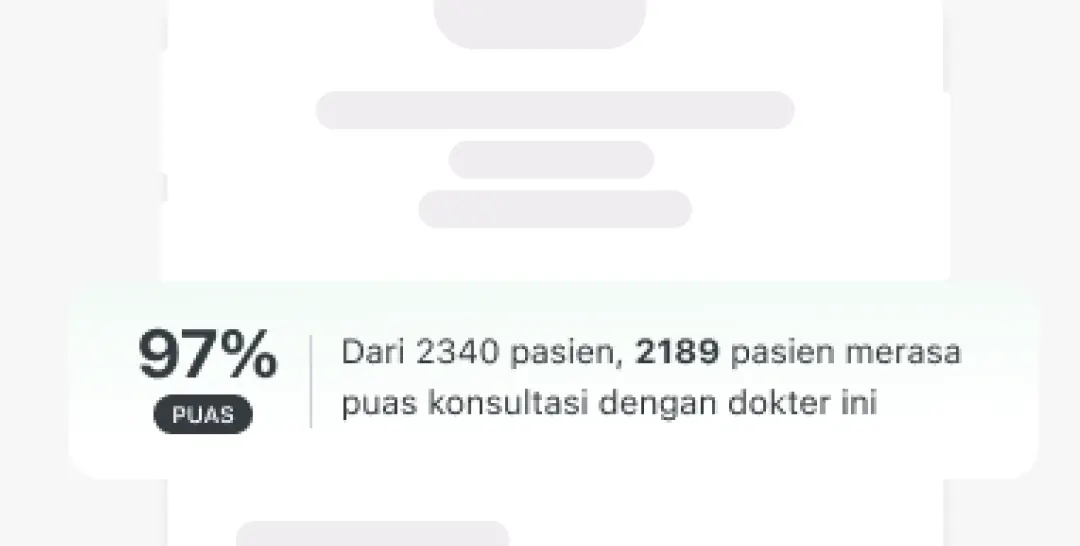 97%
PUAS
Dari 2340 pasien, 2189 pasien merasa
puas konsultasi dengan dokter ini